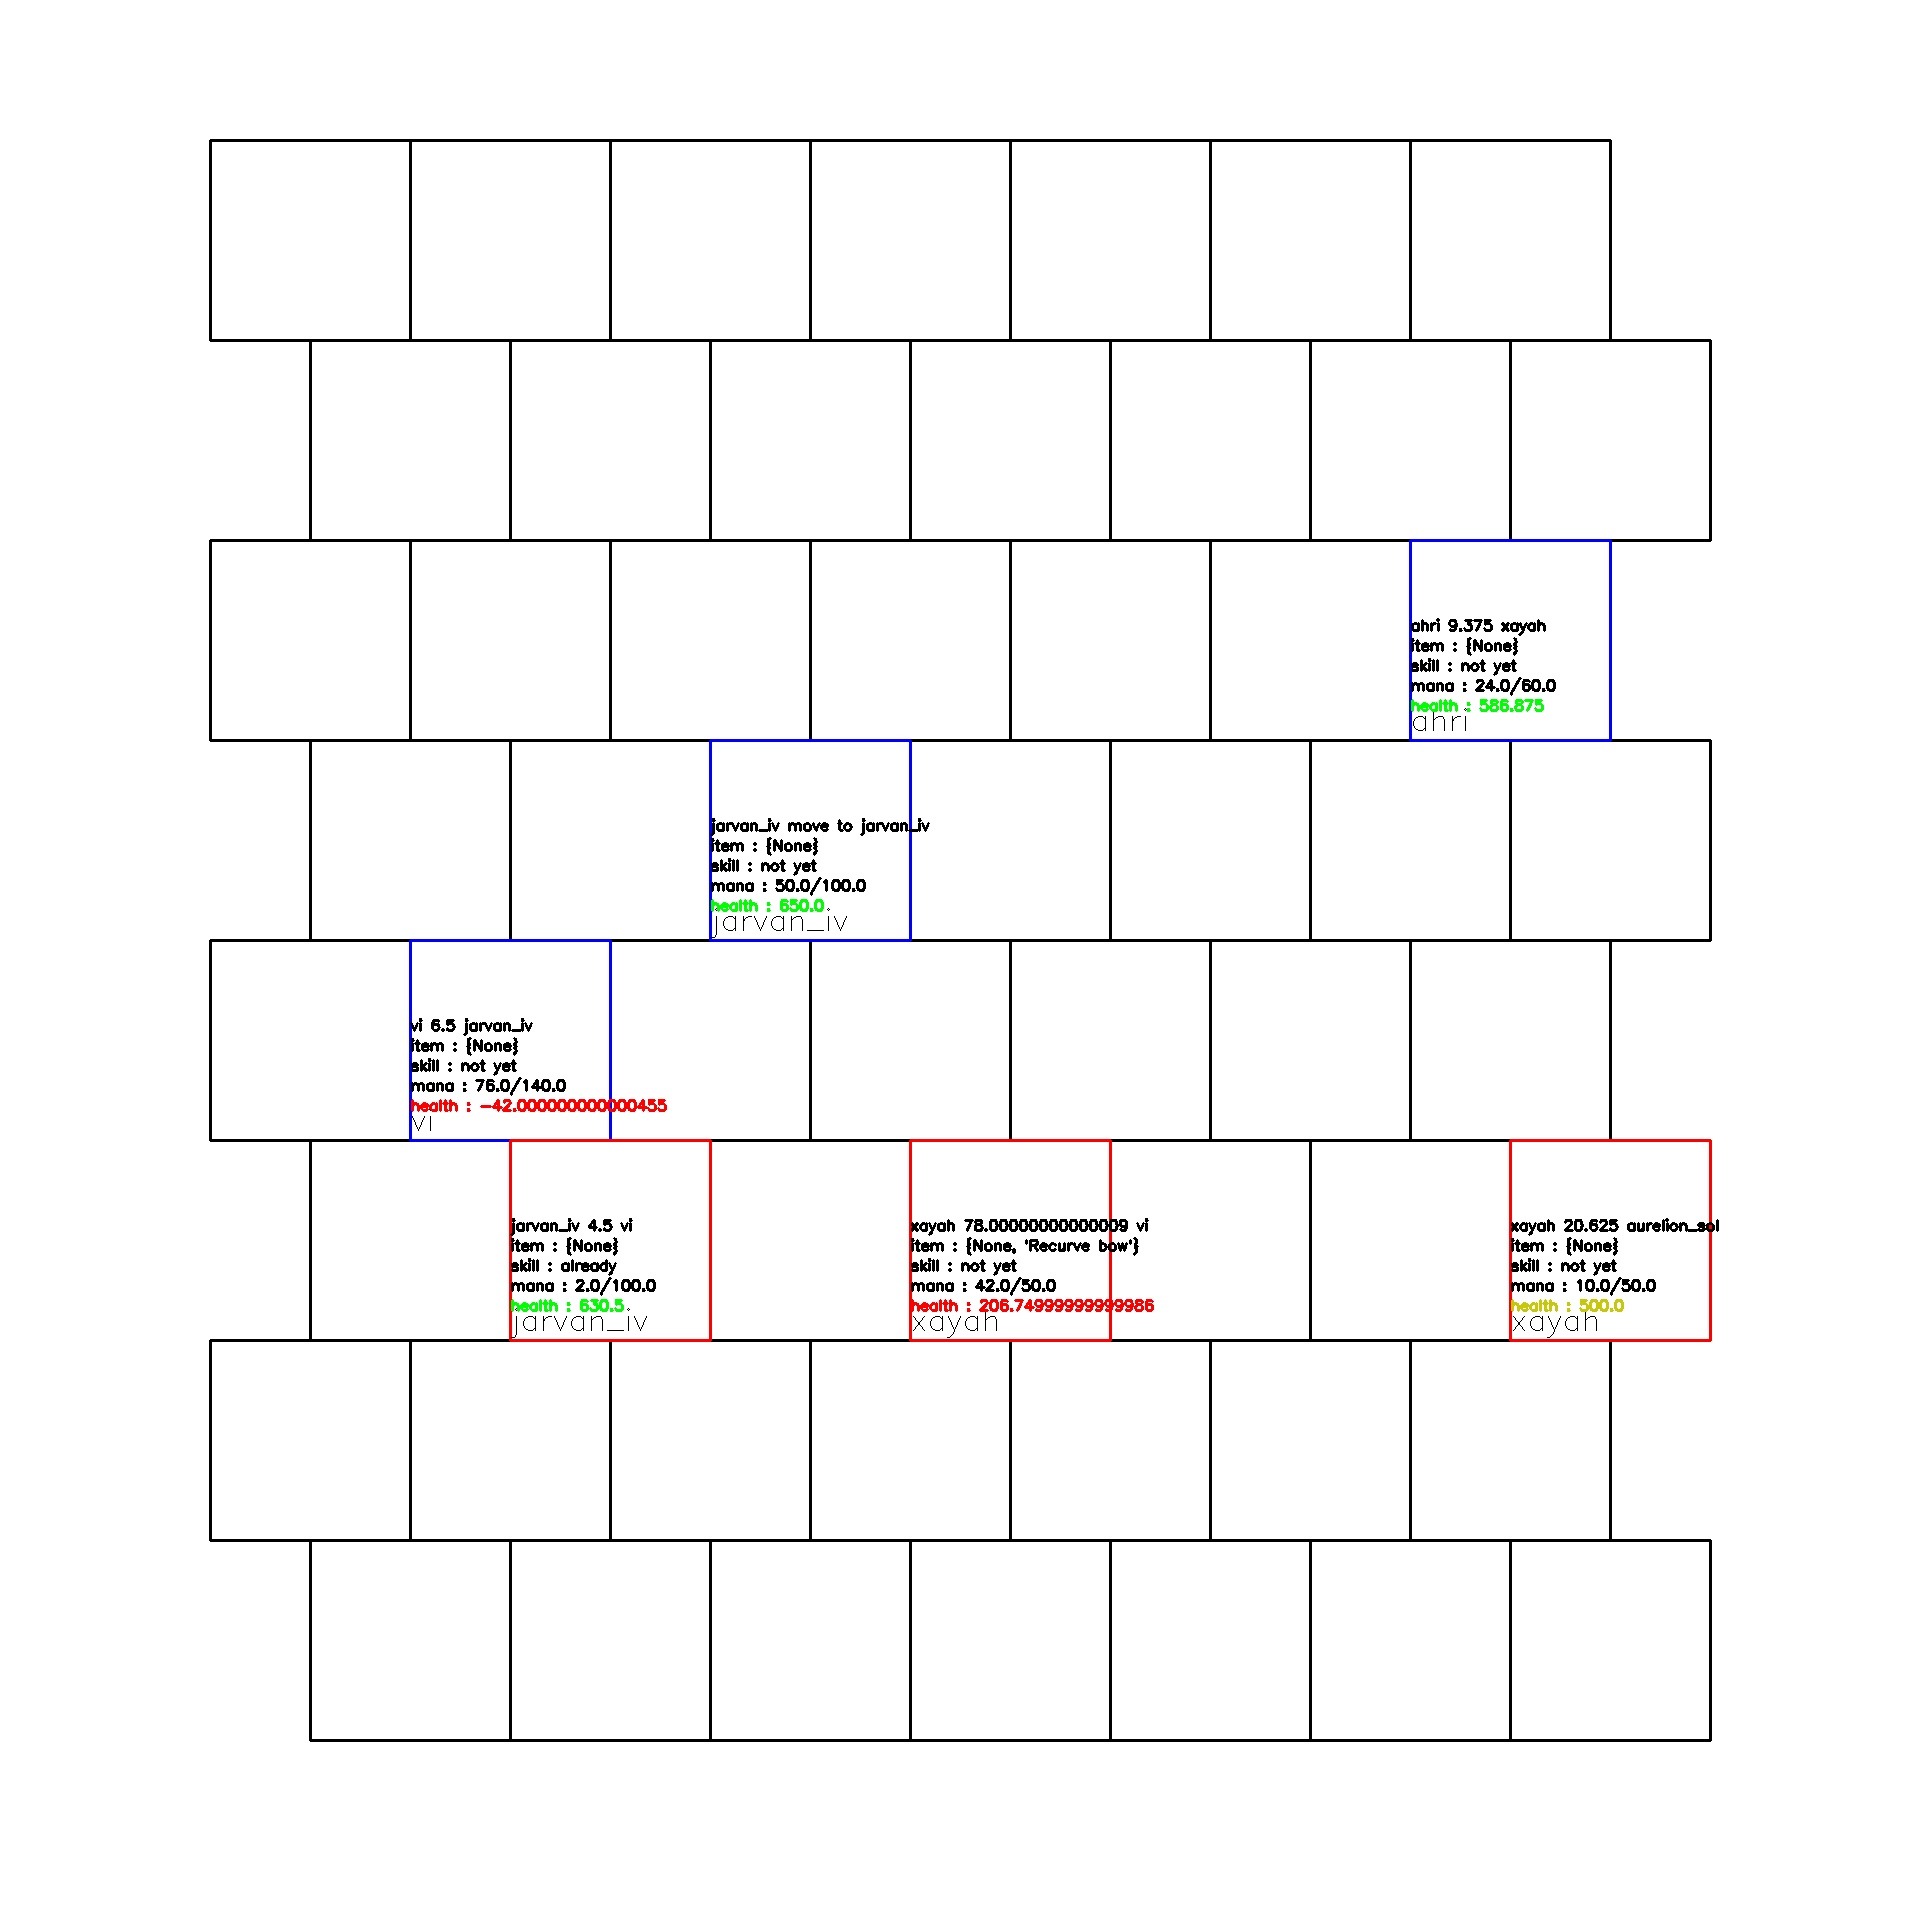 ahri 9.375 xayah
item : {None}
skill : not yet
mana : 24.0/60.0
health : 586.875
ahri
jarvan_iv move to jarvan_iv
item : {None}
skill : not yet
mana : 50.0/100.0
health : 650.0
jarvan_iv
vi 6.5 jarvan_iv
item : {None}
skill : not yet
mana : 76.0/140.0
health : -42.000000000000455
vi
jarvan_iv 4.5 vi
item : {None}
skill : already
mana : 2.0/100.0
health : 630.5
jarvan_iv
xayah 78.00000000000009 vi
item : {None, 'Recurve bow'}
skill : not yet
mana : 42.0/50.0
health : 206.74999999999986
xayah
xayah 20.625 aurelion_sol
item : {None}
skill : not yet
mana : 10.0/50.0
health : 500.0
xayah